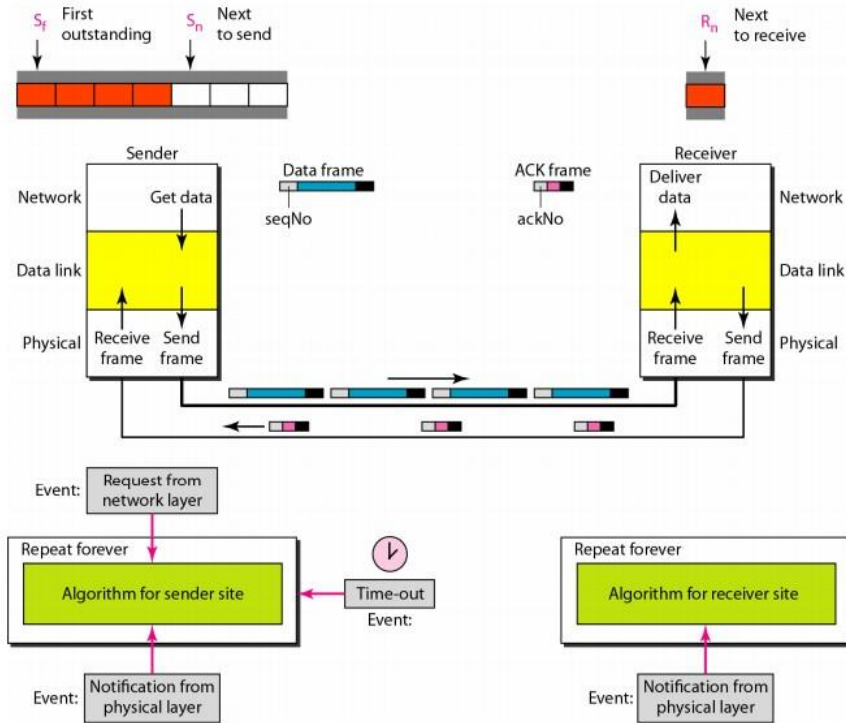 Sf First outstanding
Sn Next to send
Rn Next to receive
Sender
Data frame
ACK frame
Receiver
Network
Get data
seqNo
ackNo
Deliver data
Network
Data link
Data link
Physical
Receive frame
Send frame
Receive frame
Send frame
Physical
Event:
Request from
network layer
Repeat forever
Algorithm for sender site
Time-out
Event:
Repeat forever
Algorithm for receiver site
Event:
Notification from
physical layer
Event:
Notification from
physical layer